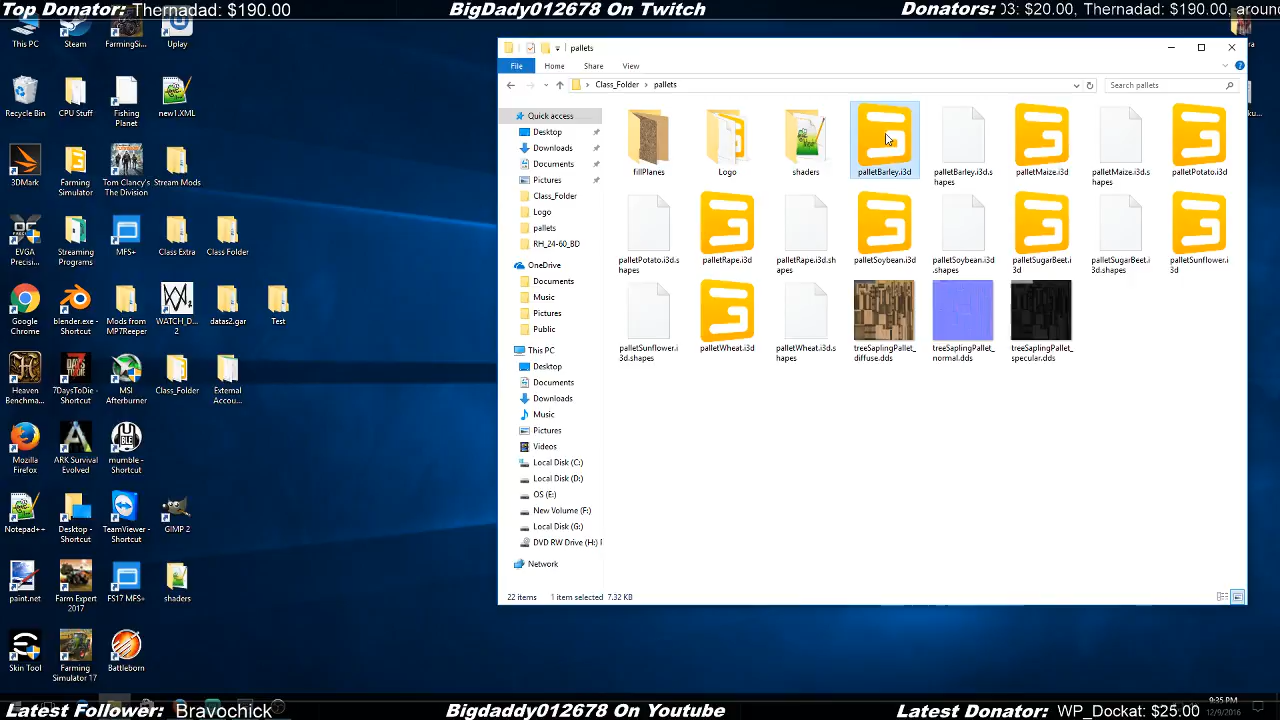 Top Donator: Thernadad: $190.00
BigDady012678 On Twitch
Donators: 03: $20.00, Thernadad: $190.00, around
This PC
Steam
FarmingSi...
Uplay
Recycle Bin
CPU Stuff
Fishing Planet
new1.XML
3DMark
Farming Simulator
Tom Clancy's The Division
Stream Mods
EVGA Precisi...
Streaming Programs
MFS+
Class Extra
Class Folder
Google Chrome
blender.exe - Shortcut
Mods from MP7Reeper
WATCH_D... 2
datas2.gar
Test
Heaven Benchma...
7DaysToDie - Shortcut
MSI Afterburner
Class_Folder
External Accou...
Mozilla Firefox
ARK Survival Evolved
mumble - Shortcut
Notepad++
Desktop - Shortcut
TeamViewer - Shortcut
GIMP 2
paint.net
Farm Expert 2017
FS17 MFS+
shaders
Skin Tool
Farming Simulator 17
Battleborn
pallets
File
Home
Share
View
Class_Folder
pallets
Search pallets
Quick access
Desktop
Downloads
Documents
Pictures
Class_Folder
Logo
pallets
RH_24-60_BD
OneDrive
Documents
Music
Pictures
Public
This PC
Desktop
Documents
Downloads
Music
Pictures
Videos
Local Disk (C:)
Local Disk (D:)
OS (E:)
New Volume (F:)
Local Disk (G:)
DVD RW Drive (H:) F
Network
fillPlanes
Logo
shaders
palletBarley.i3d
palletBarley.i3d.shapes
palletMaize.i3d
palletMaize.i3d.shapes
palletPotato.i3d
palletPotato.i3d.shapes
palletRape.i3d
palletRape.i3d.shapes
palletSoybean.i3d
palletSoybean.i3d.shapes
palletSugarBeet.i3d
palletSugarBeet.i3d.shapes
palletSunflower.i3d
palletSunflower.i3d.shapes
palletWheat.i3d
palletWheat.i3d.shapes
treeSaplingPallet_diffuse.dds
treeSaplingPallet_normal.dds
treeSaplingPallet_specular.dds
22 items
1 item selected 7.32 KB
9:35 PM
12/9/2016
Latest Follower: Bravochick
Bigdady012678 On Youtube
Latest Donator: WP_Dockat: $25.00